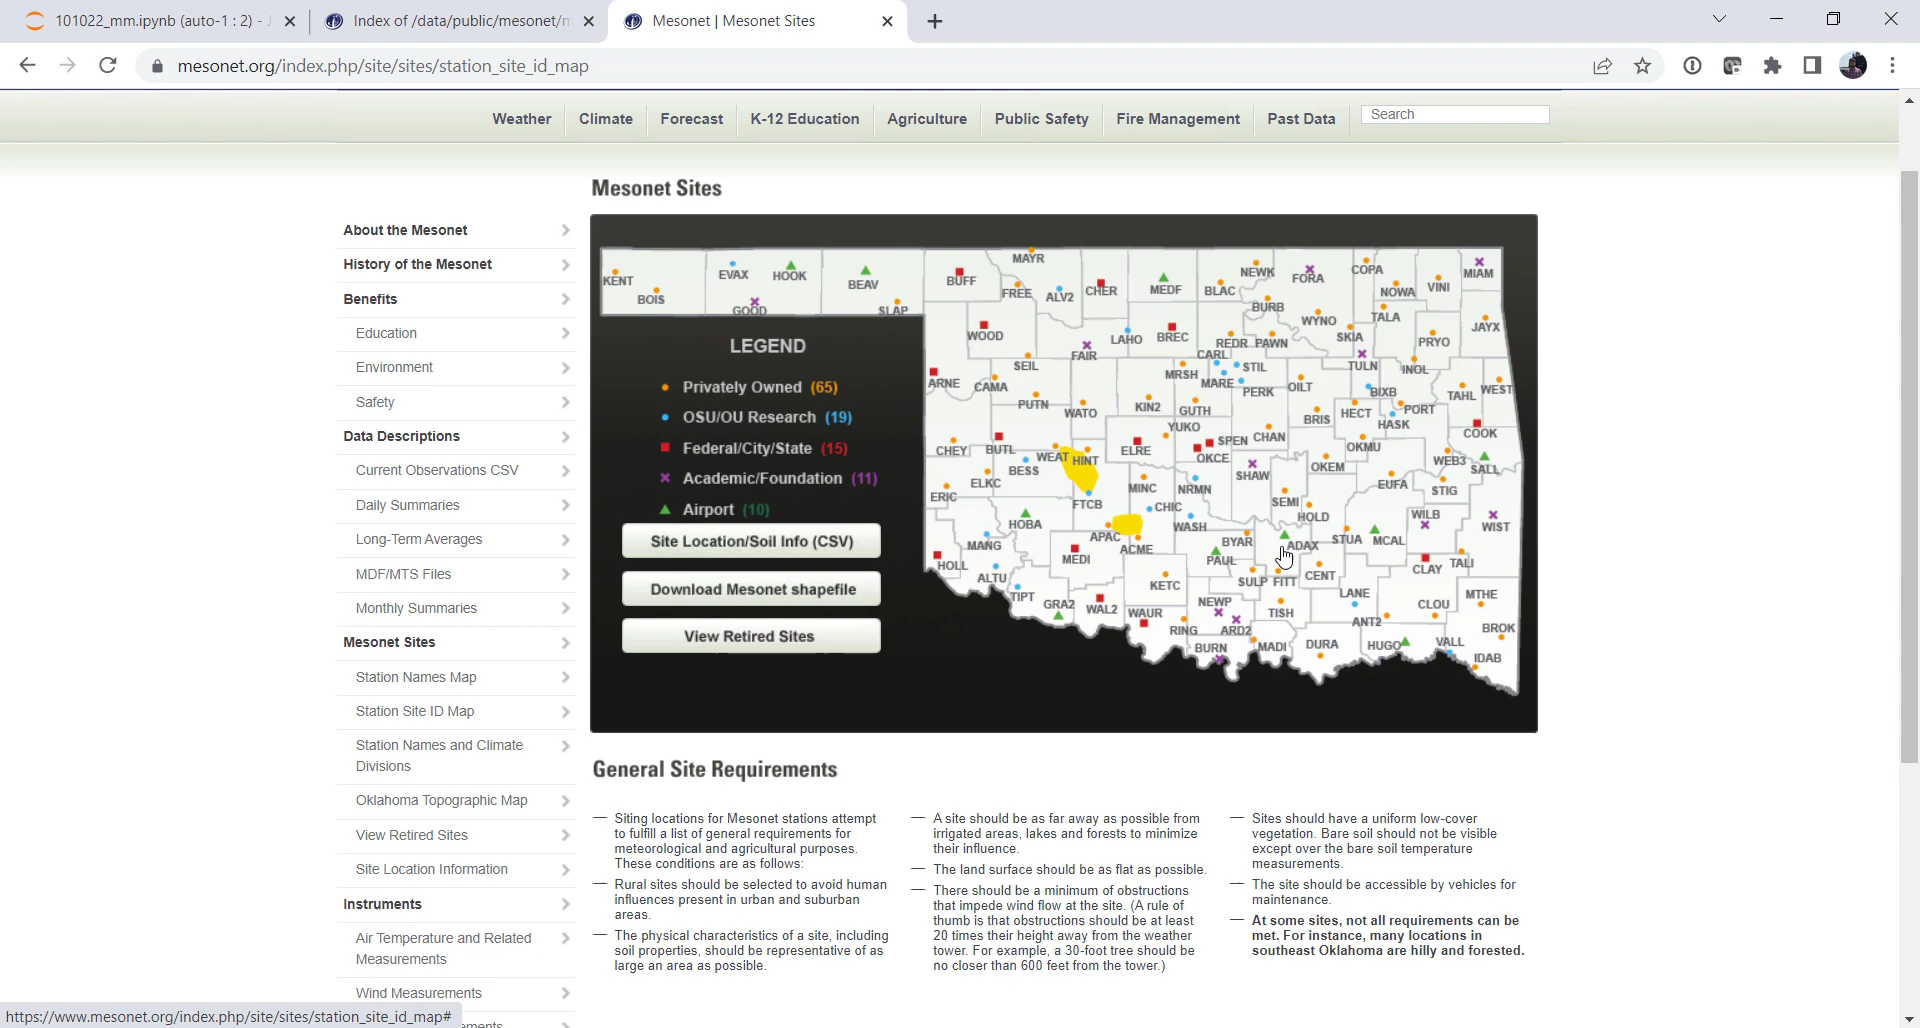 101022_mm.ipynb (auto-1 : 2) - J
Index of /data/public/mesonet/m
Mesonet | Mesonet Sites
mesonet.org/index.php/site/sites/station_site_id_map
Weather
Climate
Forecast
K-12 Education
Agriculture
Public Safety
Fire Management
Past Data
Search
Mesonet Sites
About the Mesonet
History of the Mesonet
Benefits
Education
Environment
Safety
Data Descriptions
Current Observations CSV
Daily Summaries
Long-Term Averages
MDF/MTS Files
Monthly Summaries
Mesonet Sites
Station Names Map
Station Site ID Map
Station Names and Climate
Divisions
Oklahoma Topographic Map
View Retired Sites
Site Location Information
Instruments
Air Temperature and Related
Measurements
Wind Measurements
ements
https://www.mesonet.org/index.php/site/sites/station_site_id_map#
KENT
BOIS
EVAX
GOOD
HOOK
BEAV
SLAP
BUFF
MAYR
FREE
ALV2
CHER
MEDF
BLAC
NEWK
FORA
COPA
NOWA
VINI
MIAM
BURB
WYNO
TALA
JAYX
WOOD
FAIR
LAHO
BREC
REDR
PAWN
SKIA
PRYO
SEIL
CARL
STIL
TULN
INOL
ARNE
CAMA
MRSH
MARE
PERK
OILT
BIXB
TAHL
WEST
PUTN
WATO
KIN2
GUTH
BRIS
HECT
PORT
HASK
YUKO
CHEY
BUTL
WEAT
HINT
ELRE
SPEN
CHAN
OKCE
OKMU
COOK
BESS
SHAW
OKEM
WEB3
SALL
ERIC
ELKC
MINC
NRMN
EUFA
STIG
FTCB
CHIC
SEMI
HOLD
WILB
WIST
HOBA
APAC
WASH
BYAR
ADAX
STUA
MCAL
MANG
ACME
PAUL
HOLL
MEDI
CLAY
TALI
ALTU
KETC
SULP
FITT
CENT
TIPT
GRA2
WAL2
WAUR
NEWP
TISH
LANE
CLOU
MTHE
RING
ARD2
ANT2
BROK
BURN
MADI
DURA
HUGO
VALL
IDAB
LEGEND
Privately Owned (65)
OSU/OU Research (19)
Federal/City/State (15)
Academic/Foundation (11)
Airport (10)
Site Location/Soil Info (CSV)
Download Mesonet shapefile
View Retired Sites
General Site Requirements
— Siting locations for Mesonet stations attempt
to fulfill a list of general requirements for
meteorological and agricultural purposes.
These conditions are as follows:
— Rural sites should be selected to avoid human
influences present in urban and suburban
areas.
— The physical characteristics of a site, including
soil properties, should be representative of as
large an area as possible.
— A site should be as far away as possible from
irrigated areas, lakes and forests to minimize
their influence.
— The land surface should be as flat as possible.
— There should be a minimum of obstructions
that impede wind flow at the site. (A rule of
thumb is that obstructions should be at least
20 times their height away from the weather
tower. For example, a 30-foot tree should be
no closer than 600 feet from the tower.)
— Sites should have a uniform low-cover
vegetation. Bare soil should not be visible
except over the bare soil temperature
measurements.
— The site should be accessible by vehicles for
maintenance.
— At some sites, not all requirements can be
met. For instance, many locations in
southeast Oklahoma are hilly and forested.